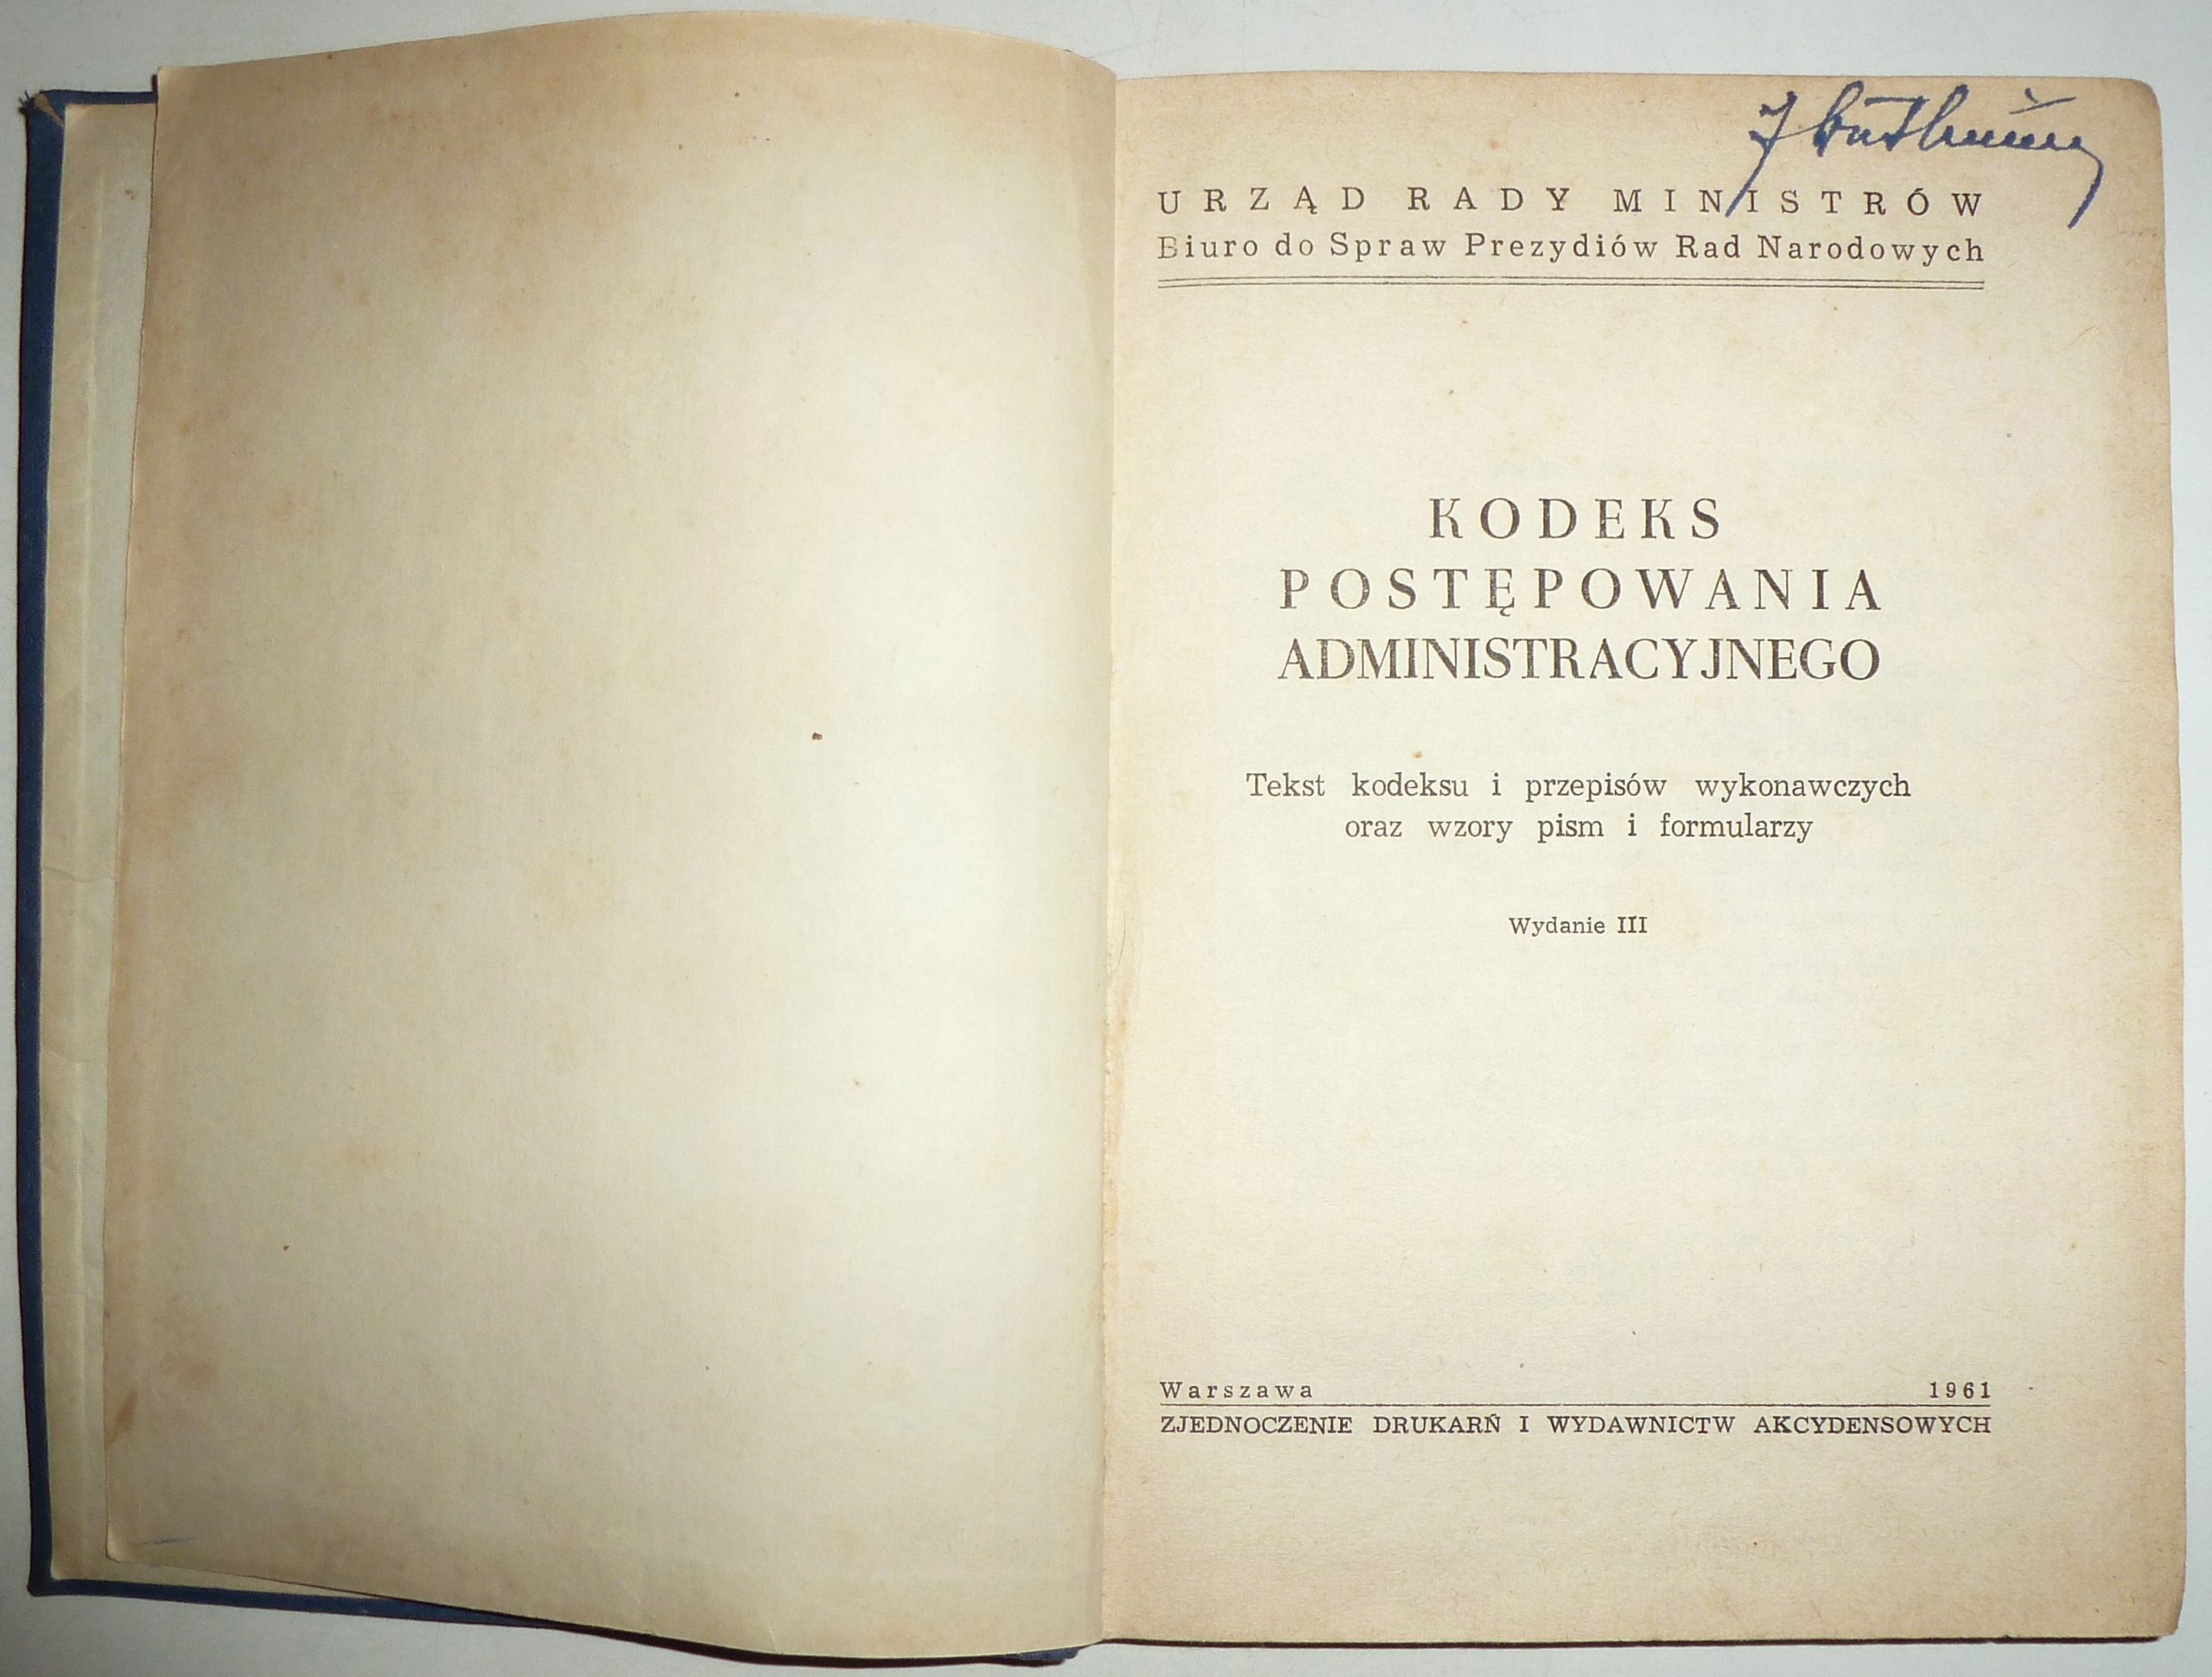 URZĄD RADY MINISTRÓW
Biuro do Spraw Prezydiów Rad Narodowych
KODEKS
POSTĘPOWANIA
ADMINISTRACYJNEGO
Tekst kodeksu i przepisów wykonawczych
oraz wzory pism i formularzy
Wydanie III
Warszawa 1961
ZJEDNOCZENIE DRUKARŃ I WYDAWNICTW AKCYDENSOWYCH